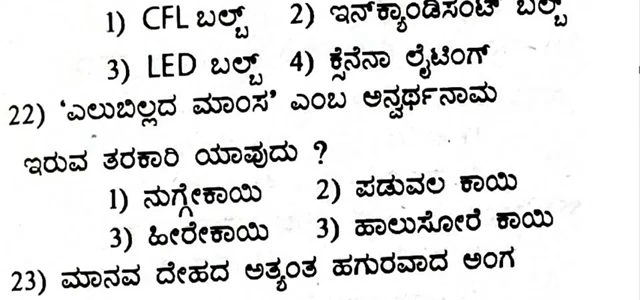 1) CFL ಬಲ್ಬ್ 2) ಇನ್‌ಕ್ಯಾಂಡಿಸಂಟ್ ಬಲ್ಬ್
3) LED ಬಲ್ಬ್ 4) ಕ್ಸೆನೆನಾ ಲೈಟಿಂಗ್
22) 'ಎಲುಬಿಲ್ಲದ ಮಾಂಸ' ಎಂಬ ಅನ್ವರ್ಥನಾಮ
ಇರುವ ತರಕಾರಿ ಯಾವುದು ?
1) ನುಗ್ಗೇಕಾಯಿ 2) ಪಡುವಲ ಕಾಯಿ
3) ಹೀರೇಕಾಯಿ 3) ಹಾಲುಸೋರೆ ಕಾಯಿ
23) ಮಾನವ ದೇಹದ ಅತ್ಯಂತ ಹಗುರವಾದ ಅಂಗ